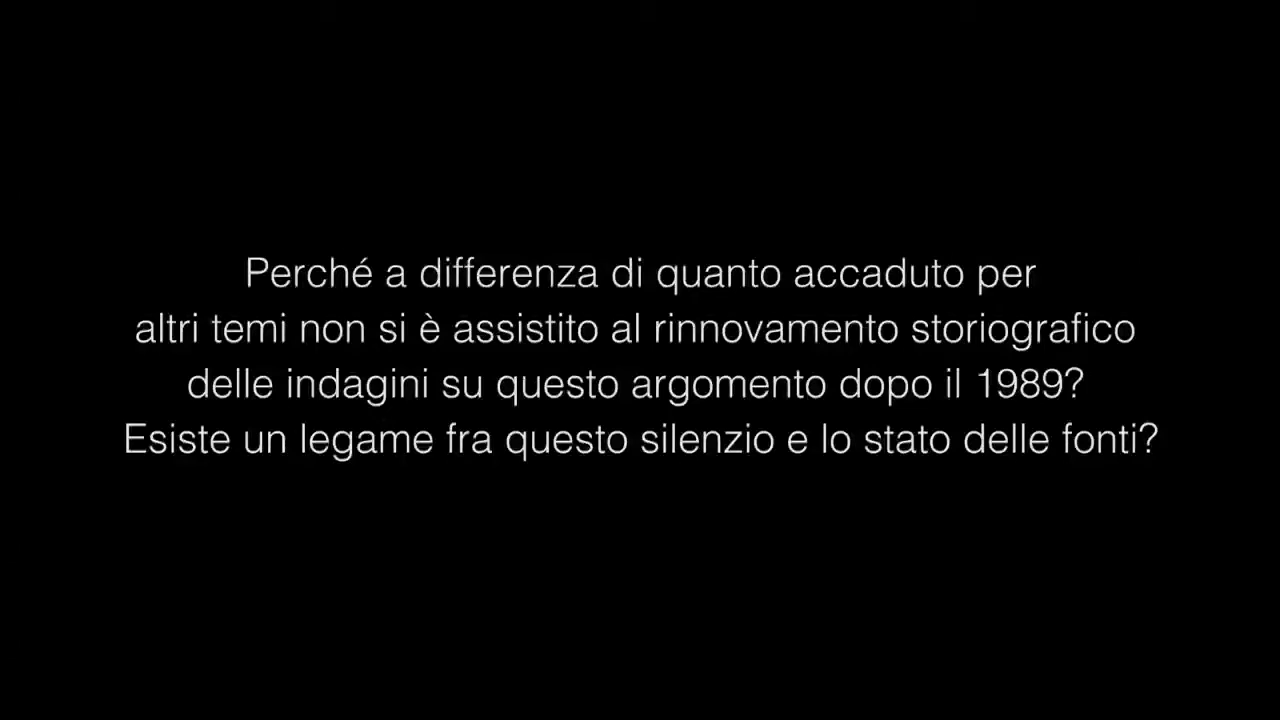 Perché a differenza di quanto accaduto per
altri temi non si è assistito al rinnovamento storiografico
delle indagini su questo argomento dopo il 1989?
Esiste un legame fra questo silenzio e lo stato delle fonti?